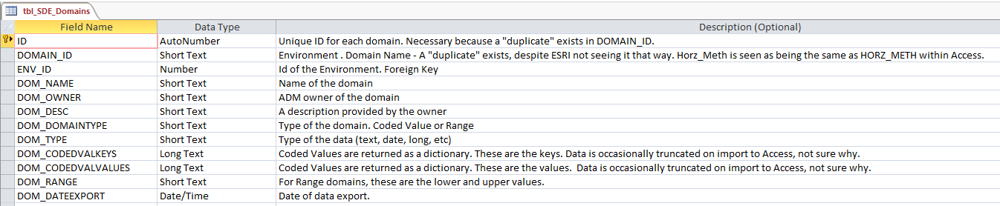 tbl_SDE_Domains
Field Name Data Type Description (Optional)
ID AutoNumber Unique ID for each domain. Necessary because a "duplicate" exists in DOMAIN_ID.
DOMAIN_ID Short Text Environment . Domain Name - A "duplicate" exists, despite ESRI not seeing it that way. Horz_Meth is seen as being the same as HORZ_METH within Access.
ENV_ID Number Id of the Environment. Foreign Key
DOM_NAME Short Text Name of the domain
DOM_OWNER Short Text ADM owner of the domain
DOM_DESC Short Text A description provided by the owner
DOM_DOMAINTYPE Short Text Type of the domain. Coded Value or Range
DOM_TYPE Short Text Type of the data (text, date, long, etc)
DOM_CODEDVALKEYS Long Text Coded Values are returned as a dictionary. These are the keys. Data is occasionally truncated on import to Access, not sure why.
DOM_CODEDVALVALUES Long Text Coded Values are returned as a dictionary. These are the values.  Data is occasionally truncated on import to Access, not sure why.
DOM_RANGE Short Text For Range domains, these are the lower and upper values.
DOM_DATEEXPORT Date/Time Date of data export.